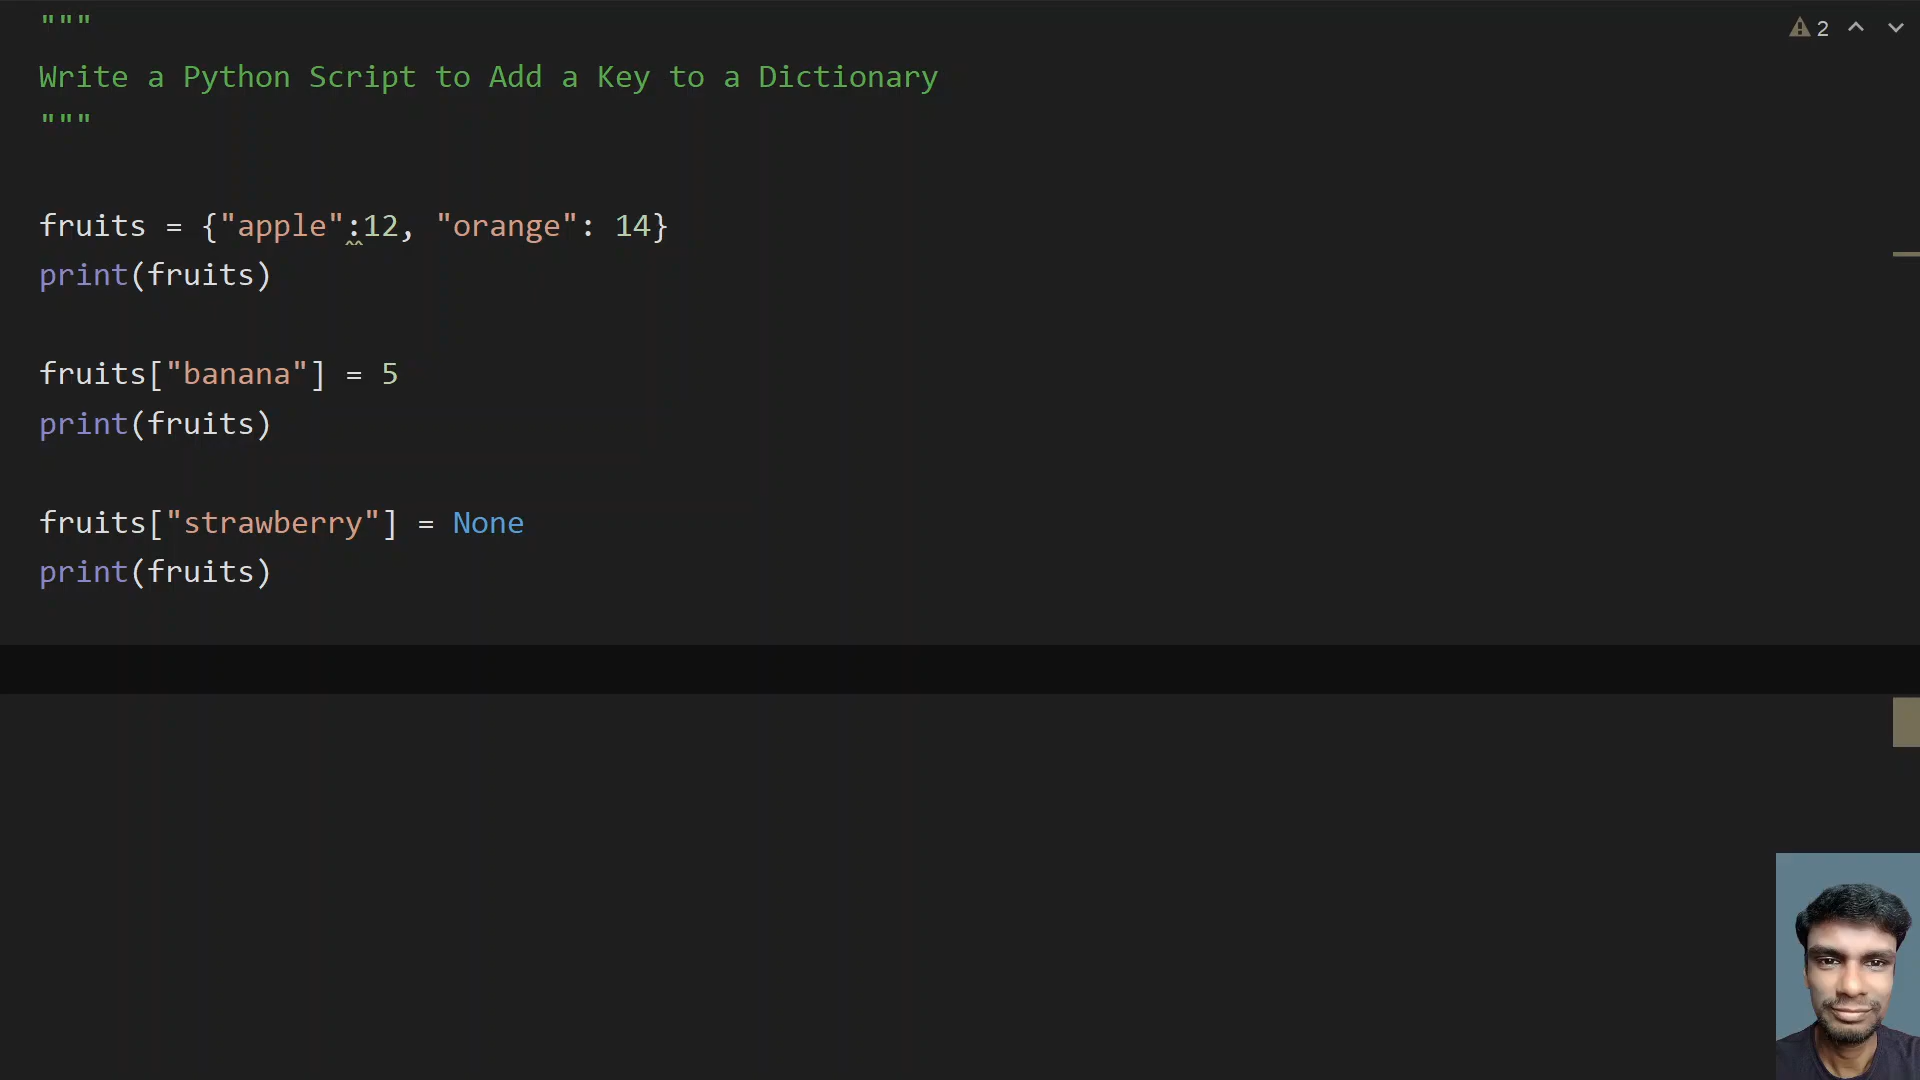 """
2
Write a Python Script to Add a Key to a Dictionary
"""
fruits = {"apple":12, "orange": 14}
print(fruits)
fruits["banana"] = 5
print(fruits)
fruits["strawberry"] = None
print(fruits)